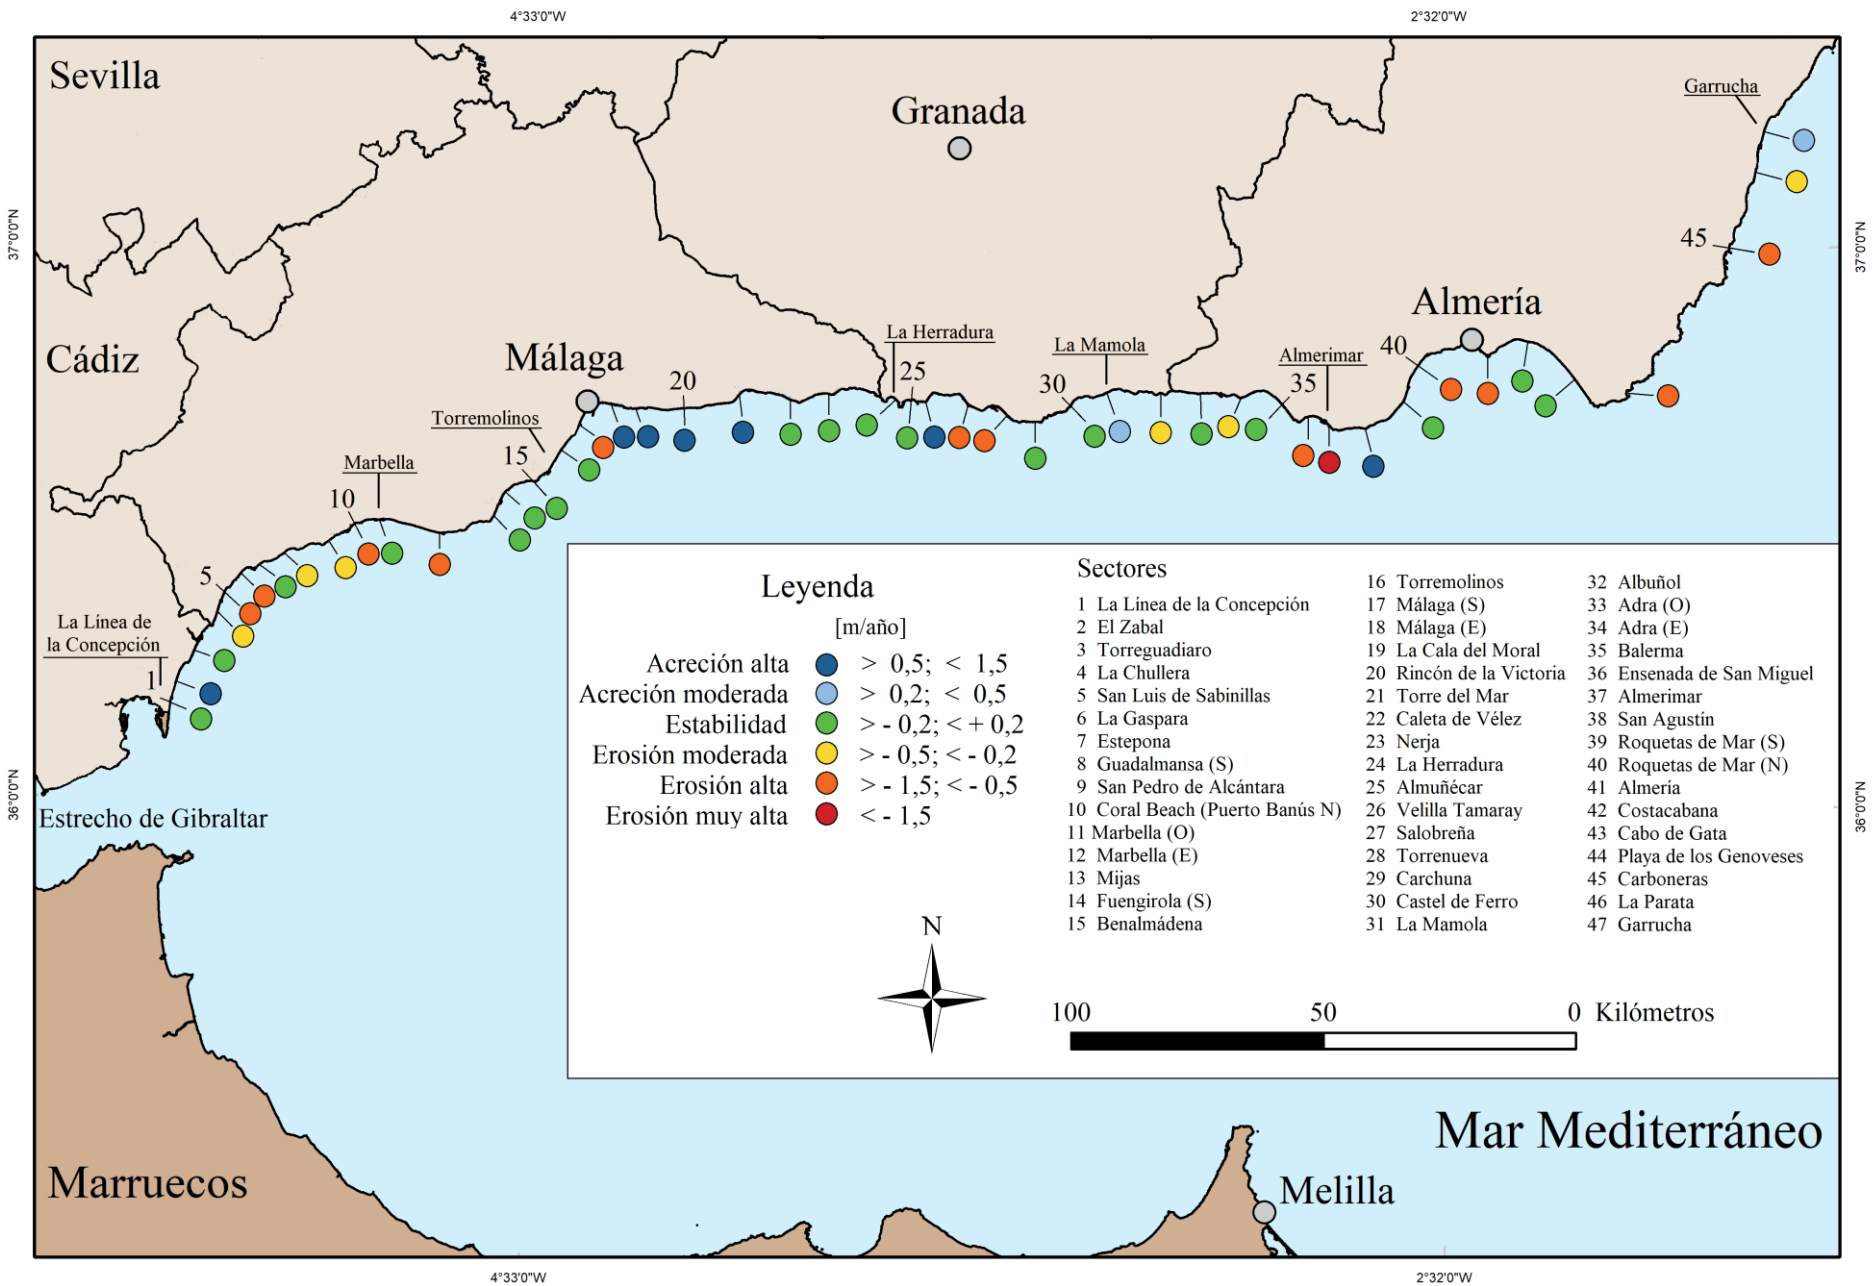 4°33'0"W
2°32'0"W
Sevilla
Granada
Garrucha
37°0'0"N
37°0'0"N
45
Almería
Cádiz
Málaga
La Herradura
La Mamola
Almerimar
40
20
25
30
35
Torremolinos
15
Marbella
10
5
La Línea de
la Concepción
1
Estrecho de Gibraltar
36°0'0"N
36°0'0"N
Leyenda
[m/año]
Acreción alta > 0,5; < 1,5
Acreción moderada > 0,2; < 0,5
Estabilidad > - 0,2; < + 0,2
Erosión moderada > - 0,5; < - 0,2
Erosión alta > - 1,5; < - 0,5
Erosión muy alta < - 1,5
Sectores
1 La Línea de la Concepción
2 El Zabal
3 Torreguadiaro
4 La Chullera
5 San Luis de Sabinillas
6 La Gaspara
7 Estepona
8 Guadalmansa (S)
9 San Pedro de Alcántara
10 Coral Beach (Puerto Banús N)
11 Marbella (O)
12 Marbella (E)
13 Mijas
14 Fuengirola (S)
15 Benalmádena
16 Torremolinos
17 Málaga (S)
18 Málaga (E)
19 La Cala del Moral
20 Rincón de la Victoria
21 Torre del Mar
22 Caleta de Vélez
23 Nerja
24 La Herradura
25 Almuñécar
26 Velilla Tamaray
27 Salobreña
28 Torrenueva
29 Carchuna
30 Castel de Ferro
31 La Mamola
32 Albuñol
33 Adra (O)
34 Adra (E)
35 Balerma
36 Ensenada de San Miguel
37 Almerimar
38 San Agustín
39 Roquetas de Mar (S)
40 Roquetas de Mar (N)
41 Almería
42 Costacabana
43 Cabo de Gata
44 Playa de los Genoveses
45 Carboneras
46 La Parata
47 Garrucha
N
100 50 0 Kilómetros
Mar Mediterráneo
Marruecos
Melilla
4°33'0"W
2°32'0"W